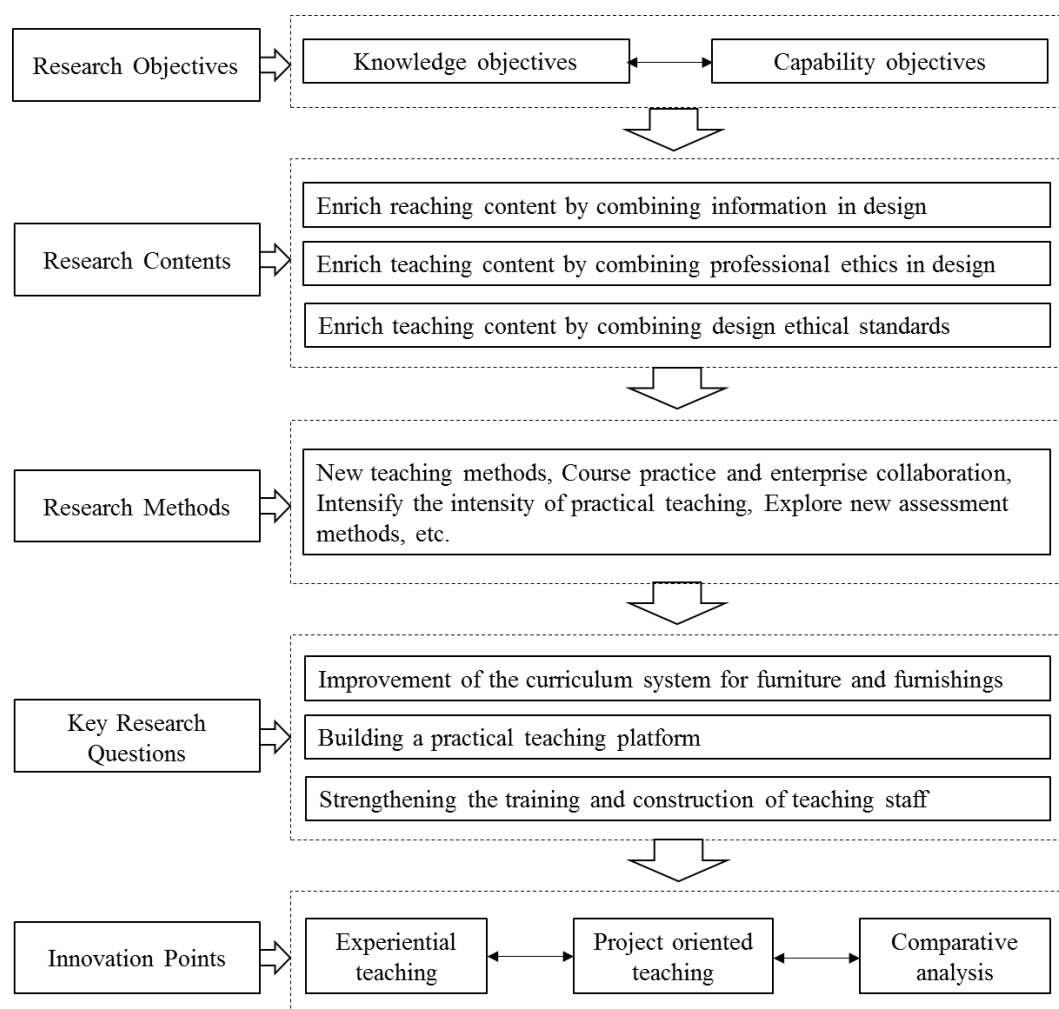 Research Objectives
Knowledge objectives
Capability objectives
Research Contents
Enrich reaching content by combining information in design
Enrich teaching content by combining professional ethics in design
Enrich teaching content by combining design ethical standards
Research Methods
New teaching methods, Course practice and enterprise collaboration,
Intensify the intensity of practical teaching, Explore new assessment
methods, etc.
Key Research
Questions
Improvement of the curriculum system for furniture and furnishings
Building a practical teaching platform
Strengthening the training and construction of teaching staff
Innovation Points
Experiential
teaching
Project oriented
teaching
Comparative
analysis